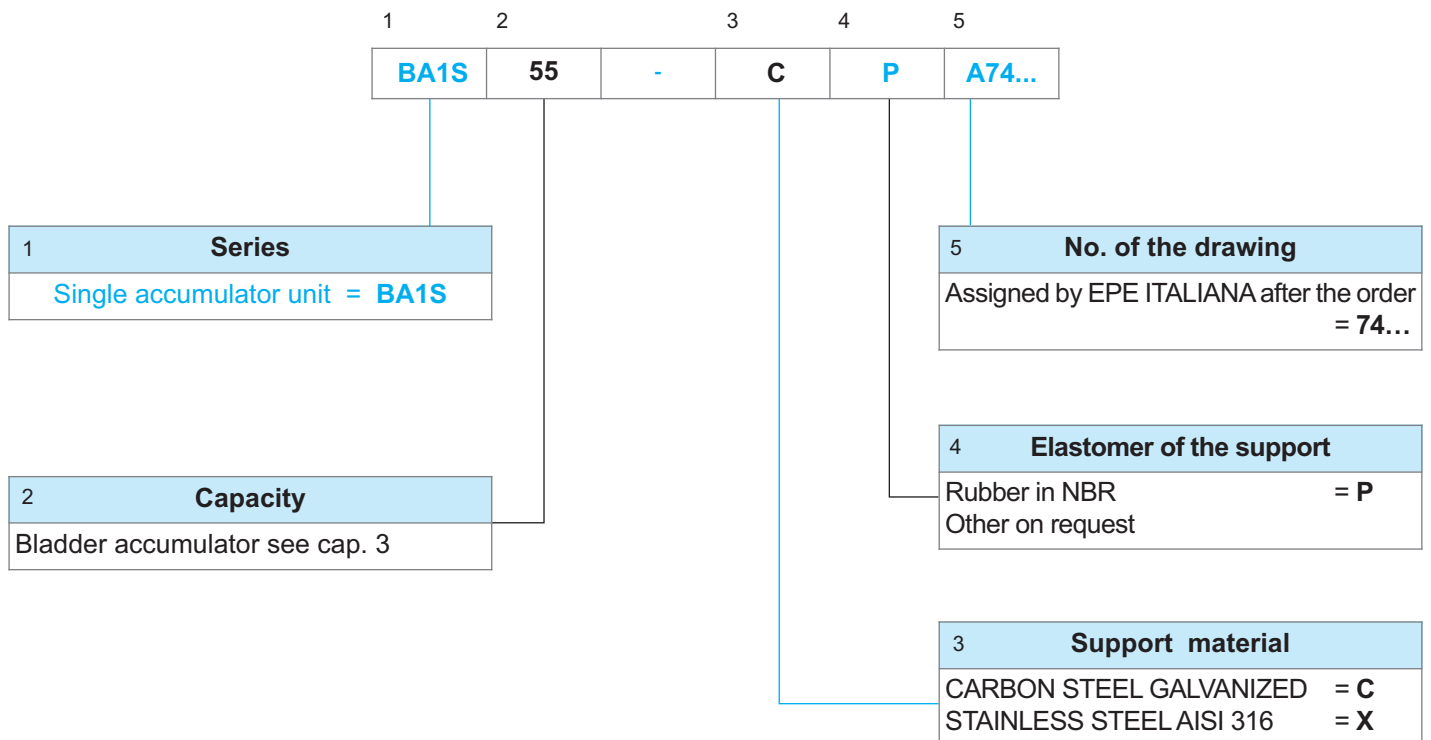 1 2 3 4 5
BA1S 55 - C P A74...
1 Series
Single accumulator unit = BA1S
5 No. of the drawing
Assigned by EPE ITALIANA after the order
= 74…
4 Elastomer of the support
Rubber in NBR = P
Other on request
2 Capacity
Bladder accumulator see cap. 3
3 Support material
CARBON STEEL GALVANIZED = C
STAINLESS STEEL AISI 316 = X